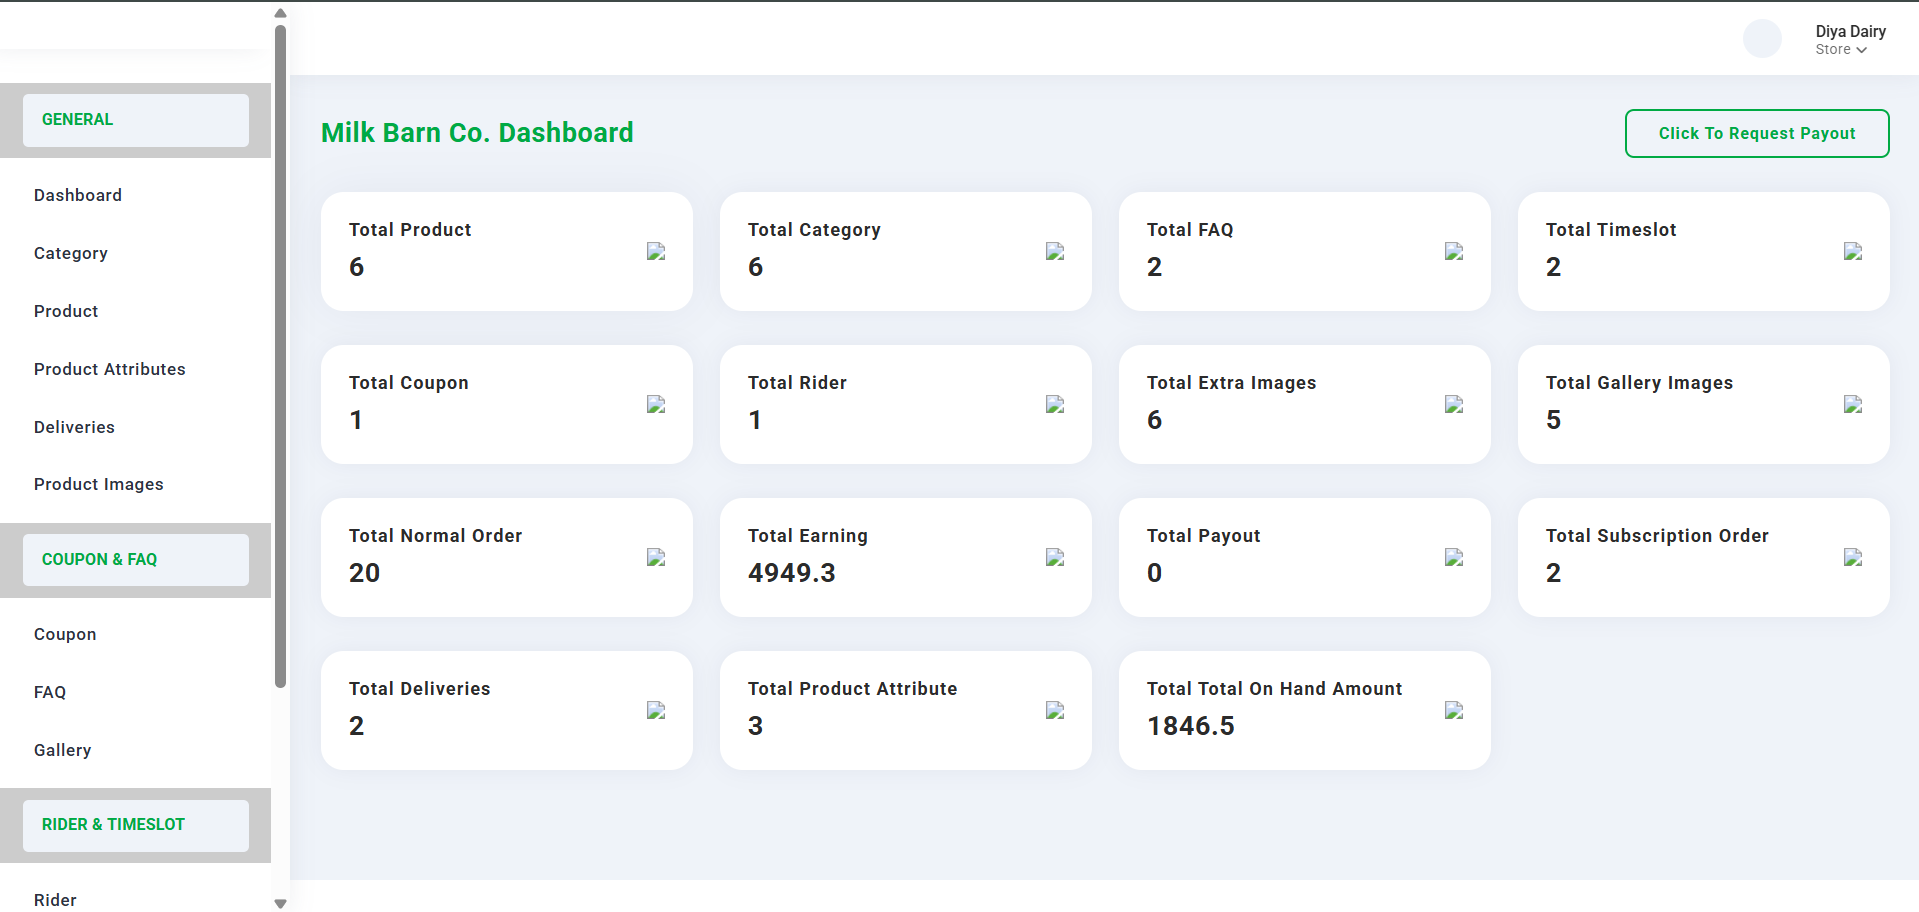 Diya Dairy
Store
GENERAL
Dashboard
Category
Product
Product Attributes
Deliveries
Product Images
COUPON & FAQ
Coupon
FAQ
Gallery
RIDER & TIMESLOT
Rider
Milk Barn Co. Dashboard
Click To Request Payout
Total Product
6
Total Category
6
Total FAQ
2
Total Timeslot
2
Total Coupon
1
Total Rider
1
Total Extra Images
6
Total Gallery Images
5
Total Normal Order
20
Total Earning
4949.3
Total Payout
0
Total Subscription Order
2
Total Deliveries
2
Total Product Attribute
3
Total Total On Hand Amount
1846.5